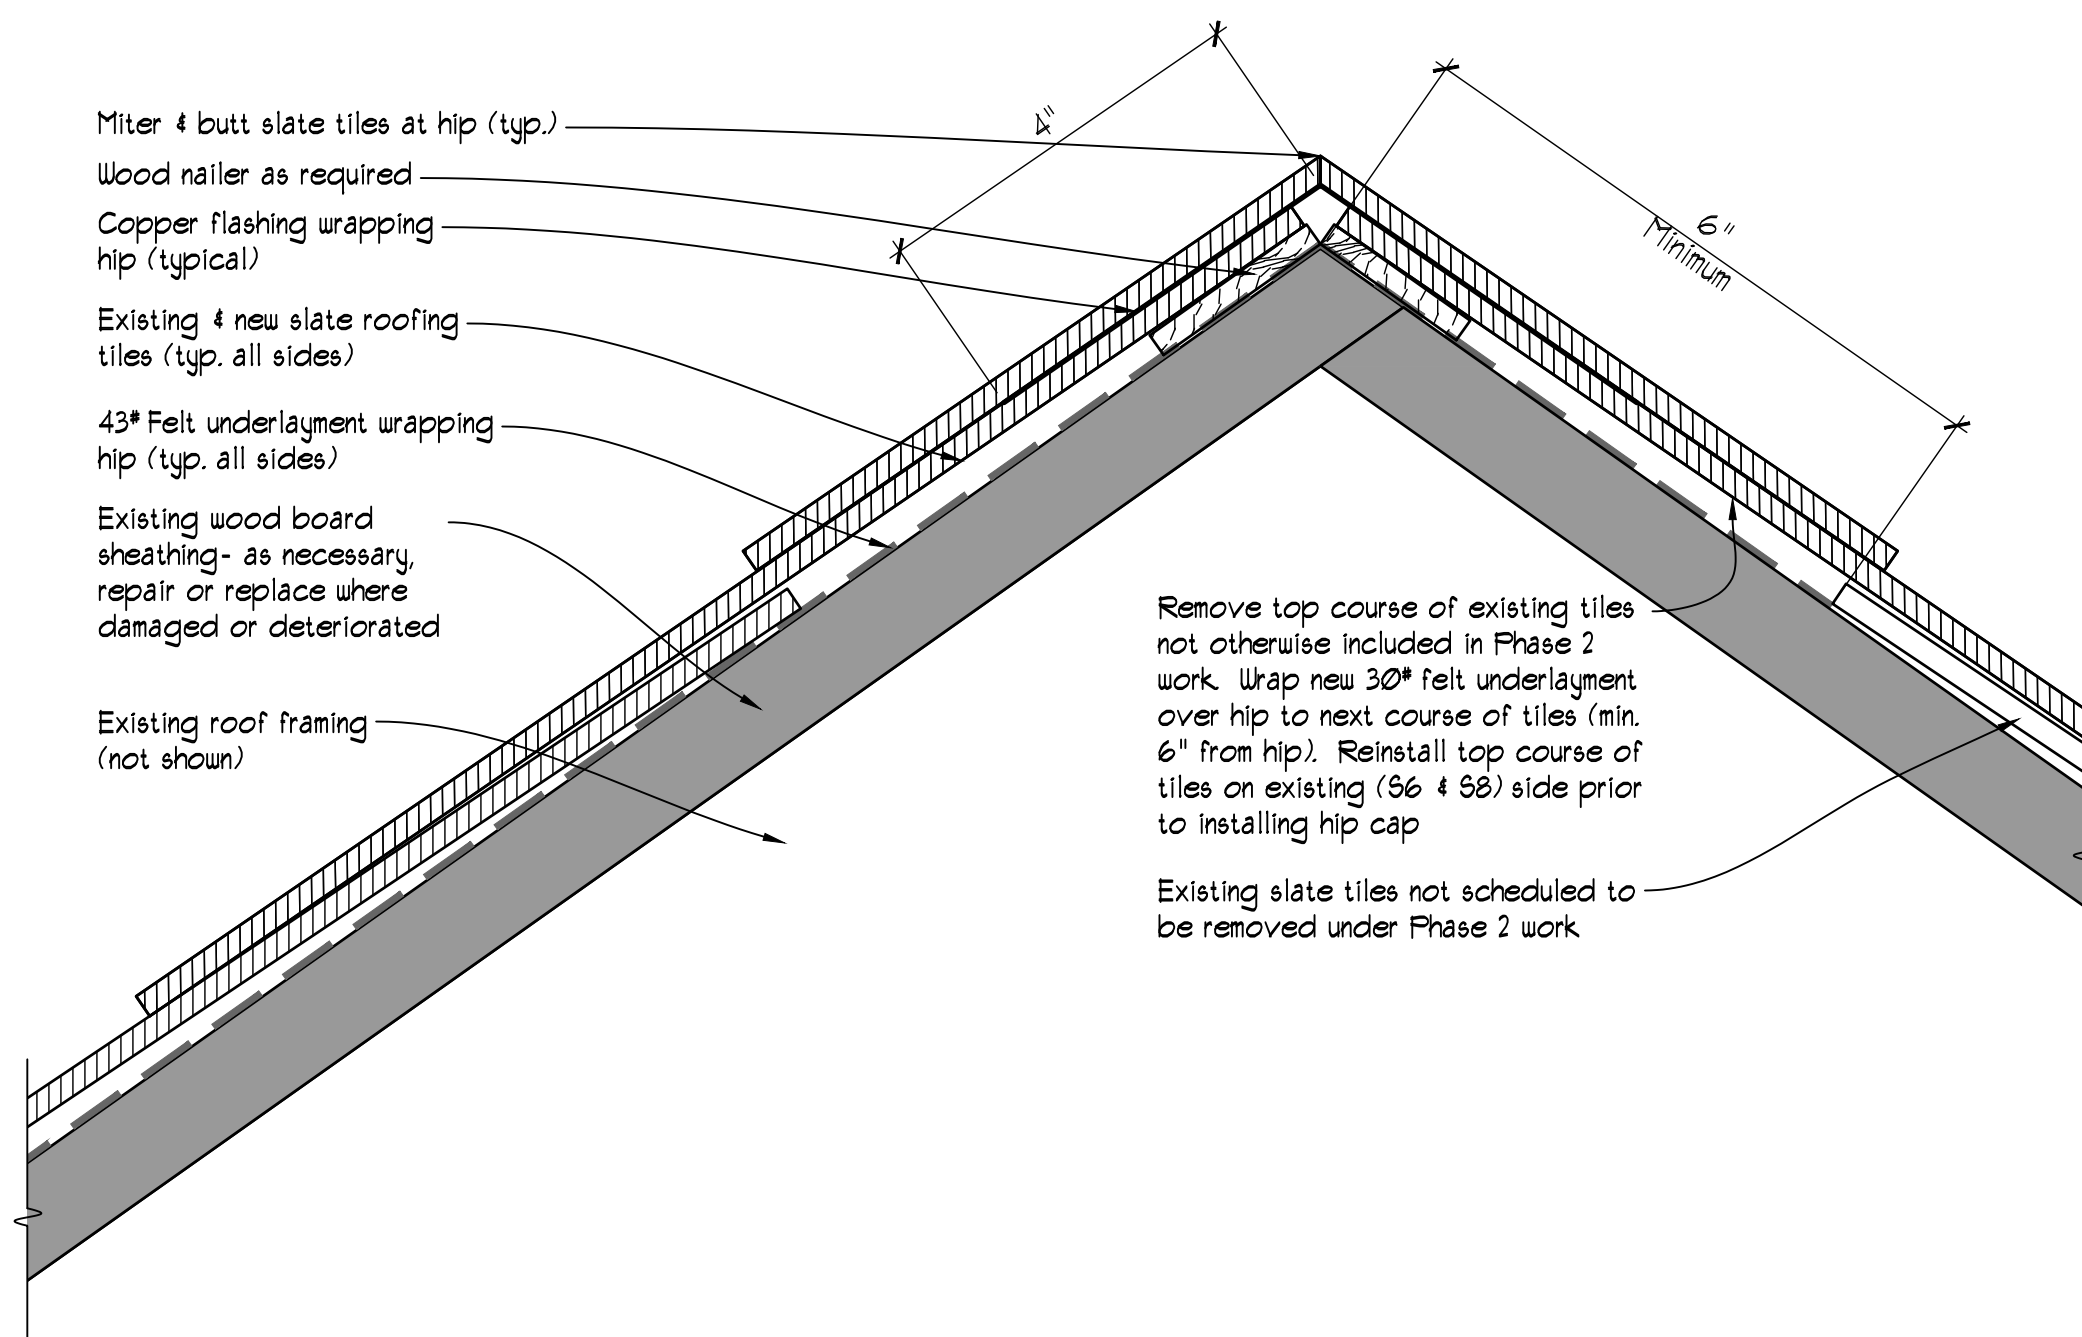 4"
6"
Minimum
Miter & butt slate tiles at hip (typ.)
Wood nailer as required
Copper flashing wrapping
hip (typical)
Existing & new slate roofing
tiles (typ. all sides)
43# Felt underlayment wrapping
hip (typ. all sides)
Existing wood board
sheathing- as necessary,
repair or replace where
damaged or deteriorated
Existing roof framing
(not shown)
Remove top course of existing tiles
not otherwise included in Phase 2
work. Wrap new 30# felt underlayment
over hip to next course of tiles (min.
6" from hip). Reinstall top course of
tiles on existing (S6 & S8) side prior
to installing hip cap
Existing slate tiles not scheduled to
be removed under Phase 2 work